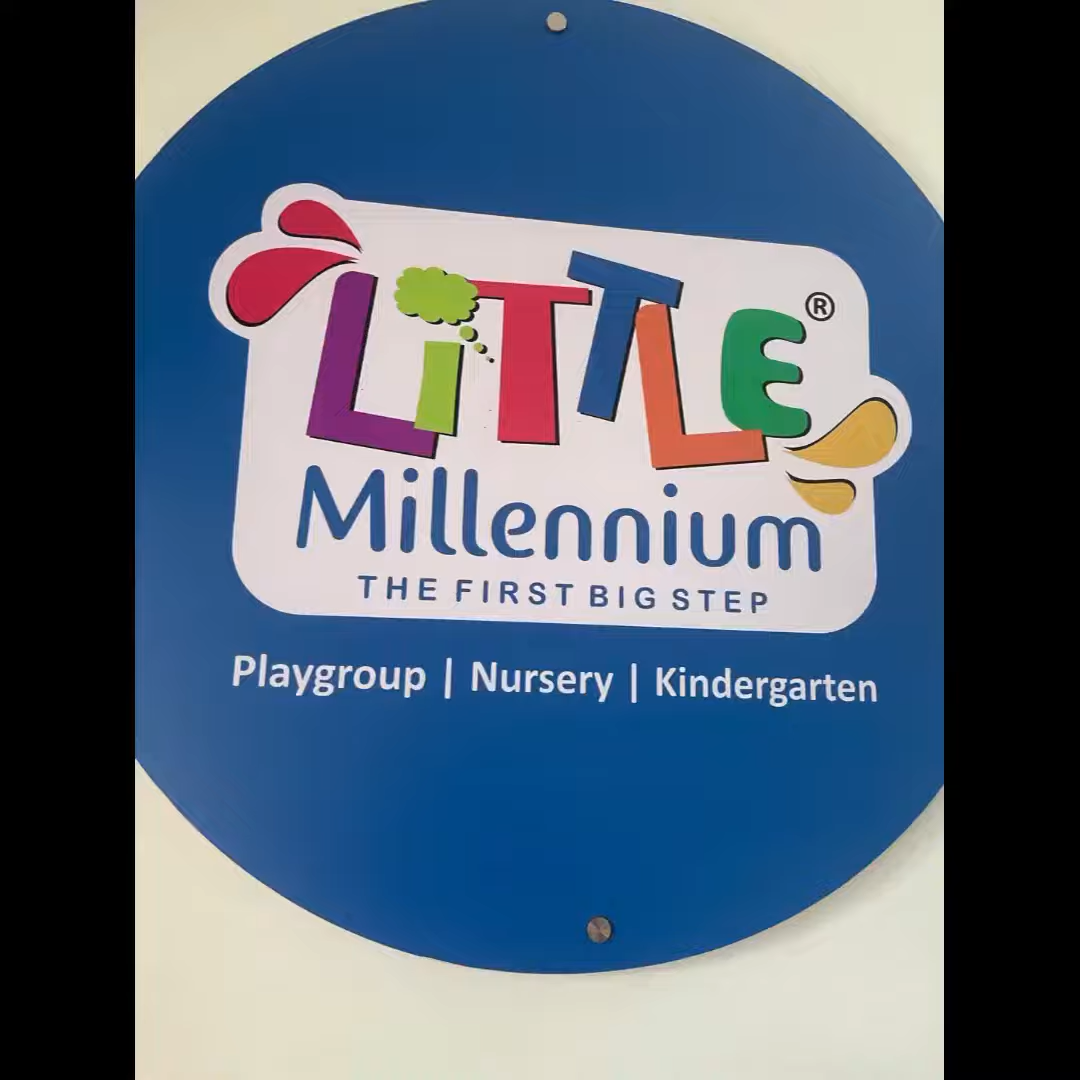 LiTTLE®
Millennium
THE FIRST BIG STEP
Playgroup | Nursery | Kindergarten